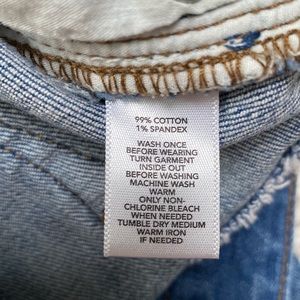 99% COTTON
1% SPANDEX
WASH ONCE
BEFORE WEARING
TURN GARMENT
INSIDE OUT
BEFORE WASHING
MACHINE WASH
WARM
ONLY NON-
CHLORINE BLEACH
WHEN NEEDED
TUMBLE DRY MEDIUM
WARM IRON
IF NEEDED